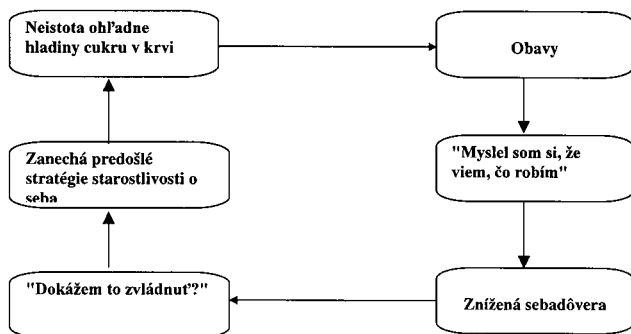 Neistota ohľadne
hladiny cukru v krvi
Obavy
"Myslel som si, že
viem, čo robím"
Znížená sebadôvera
"Dokážem to zvládnuť?"
Zanechá predošlé
stratégie starostlivosti o
seba